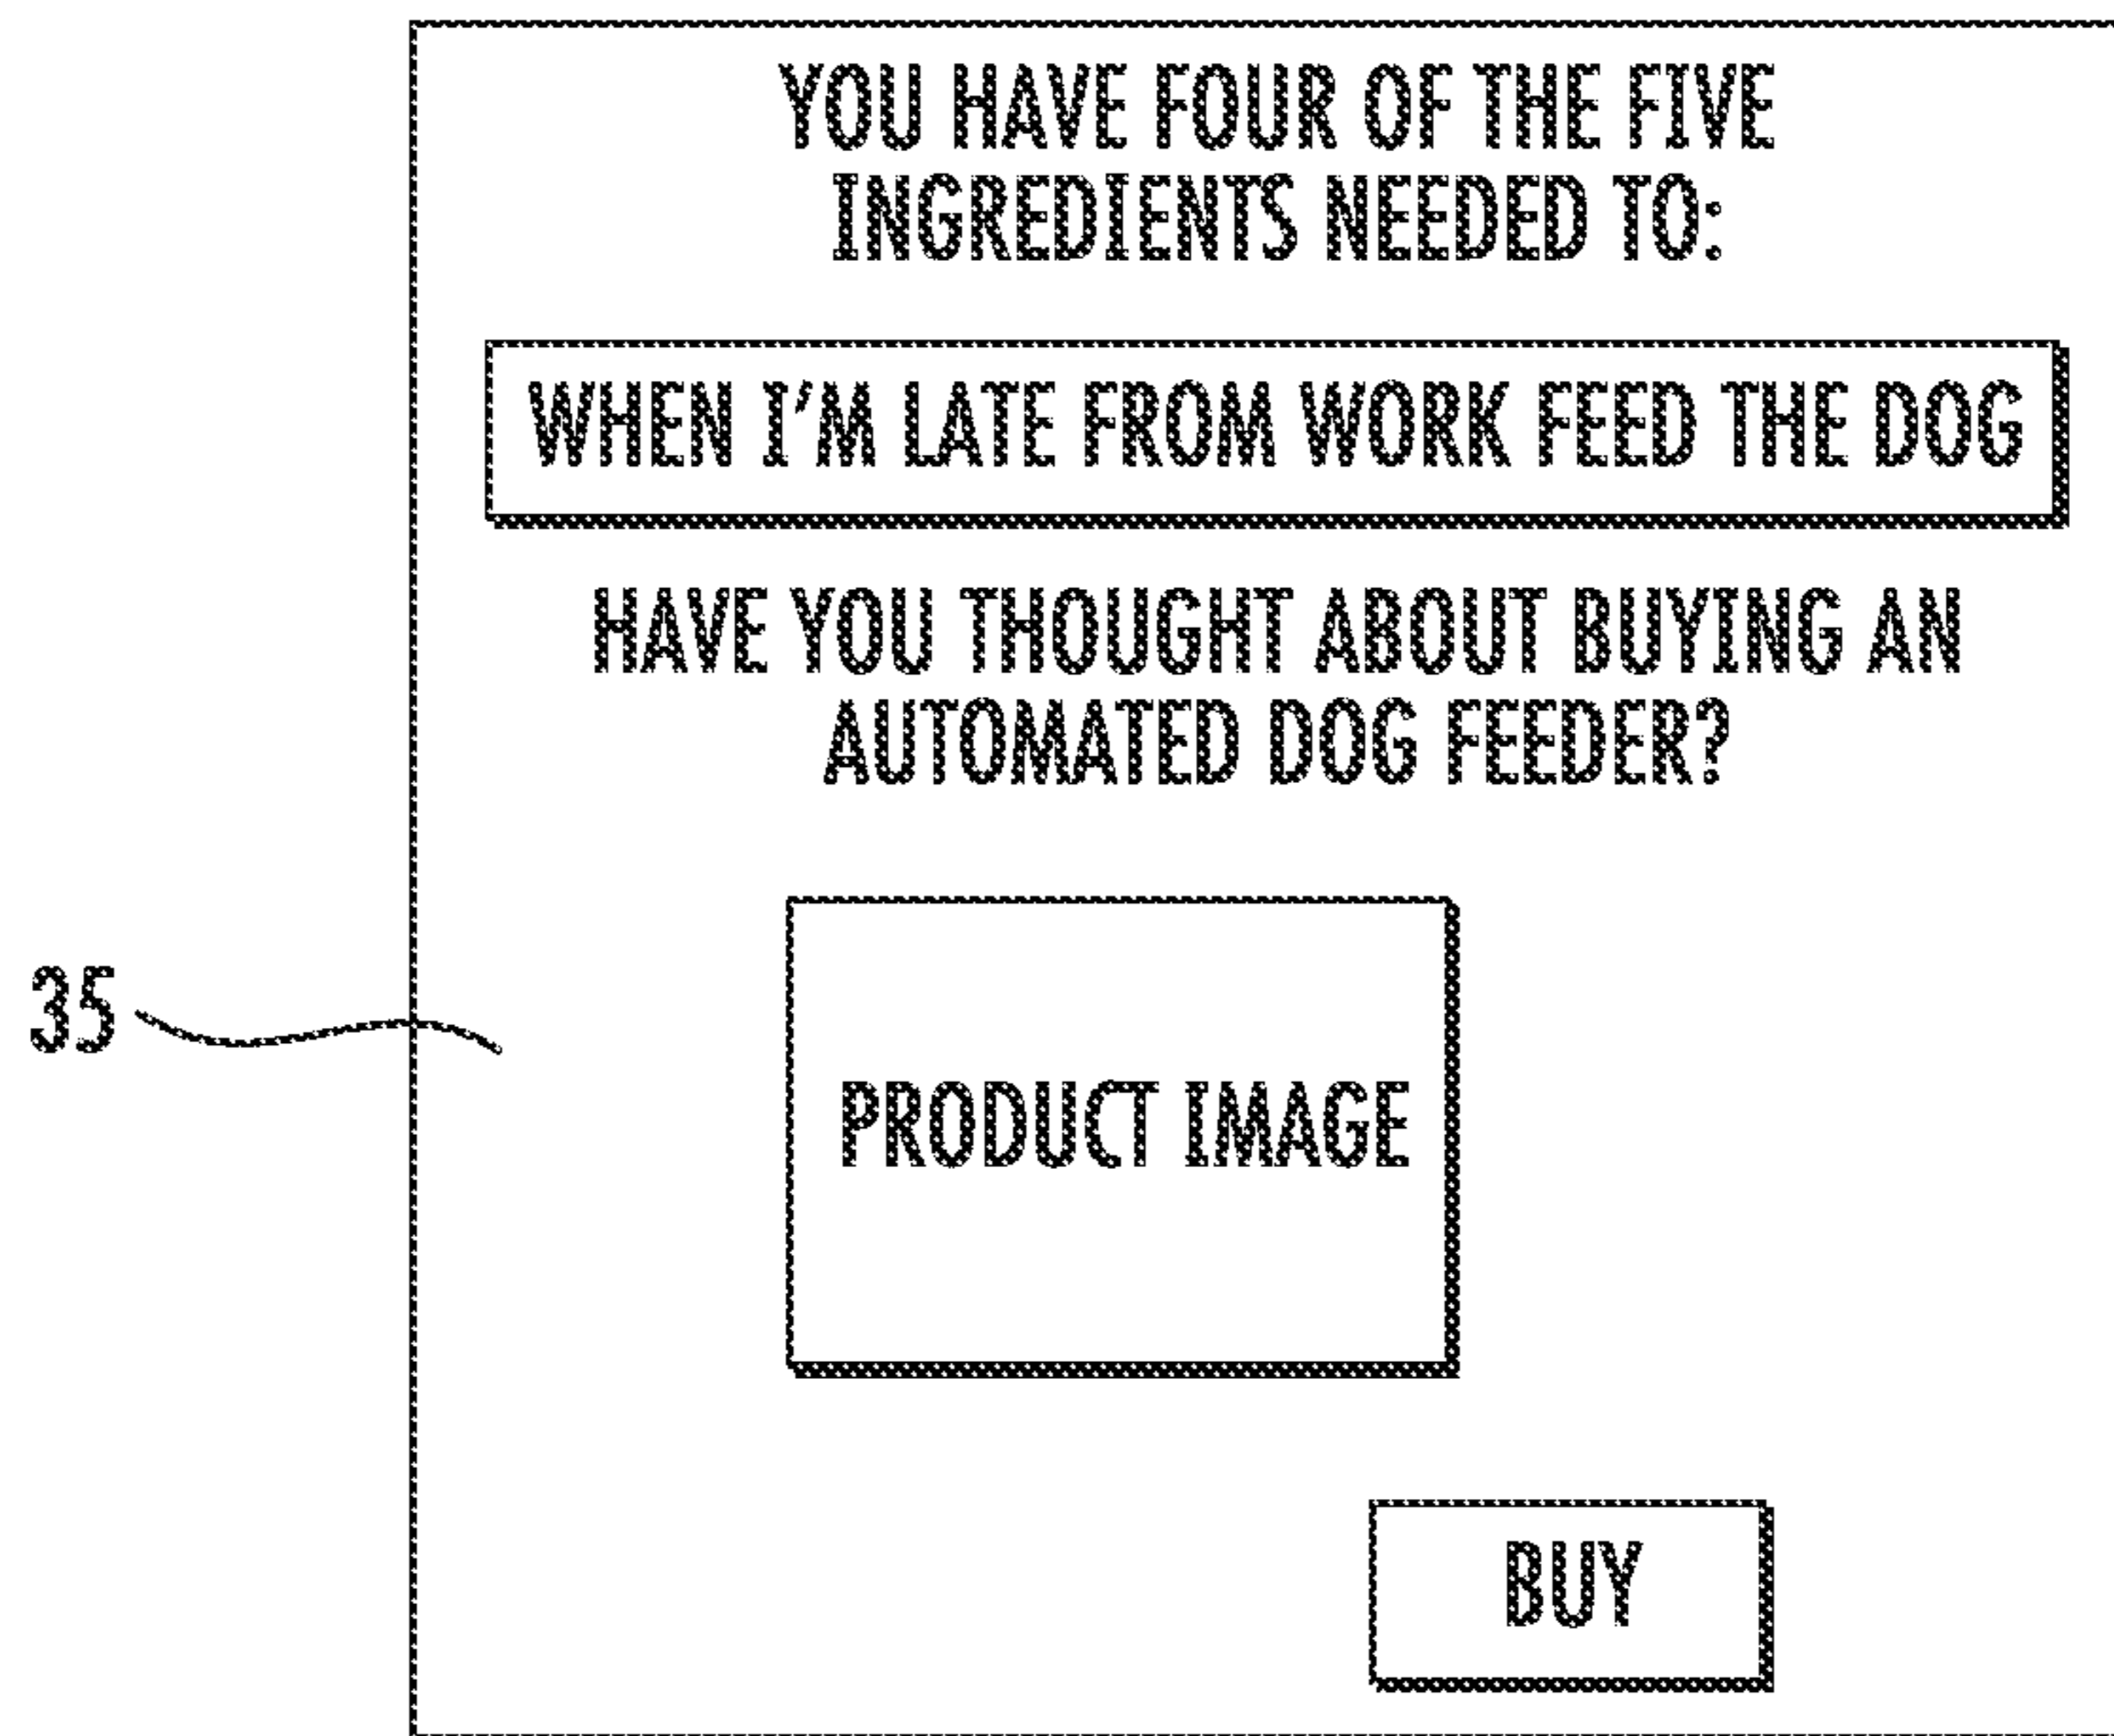 YOU HAVE FOUR OF THE FIVE
INGREDIENTS NEEDED TO:
WHEN I'M LATE FROM WORK FEED THE DOG
HAVE YOU THOUGHT ABOUT BUYING AN
AUTOMATED DOG FEEDER?
35
PRODUCT IMAGE
BUY